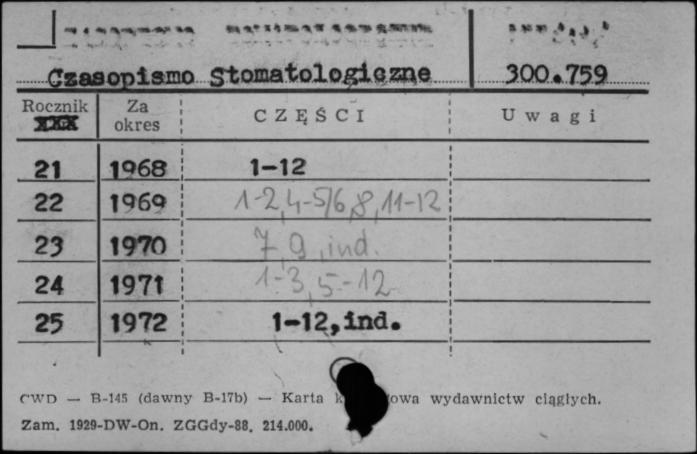 Czasopismo Stomatologiczne 300.759
Rocznik Za okres CZĘŚCI Uwagi
21 1968 1-12
22 1969 1-2,4-5/6,8,11-12
23 1970 7,9,ind.
24 1971 1-3,5-12
25 1972 1-12,ind.
CWD — B-145 (dawny B-17b) — Karta wydawnictw ciągłych.
Zam. 1929-DW-On. ZGGdy-88. 214.000.